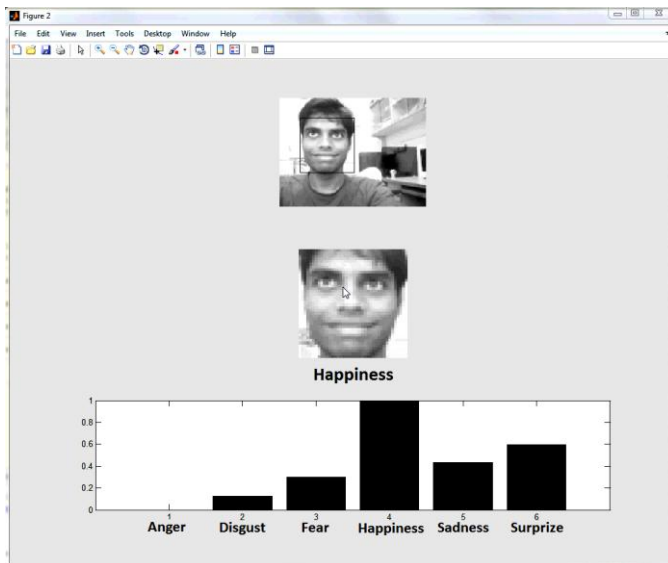 Figure 2
File Edit View Insert Tools Desktop Window Help
Happiness
1
0.8
0.6
0.4
0.2
0
1 2 3 4 5 6
Anger Disgust Fear Happiness Sadness Surprize